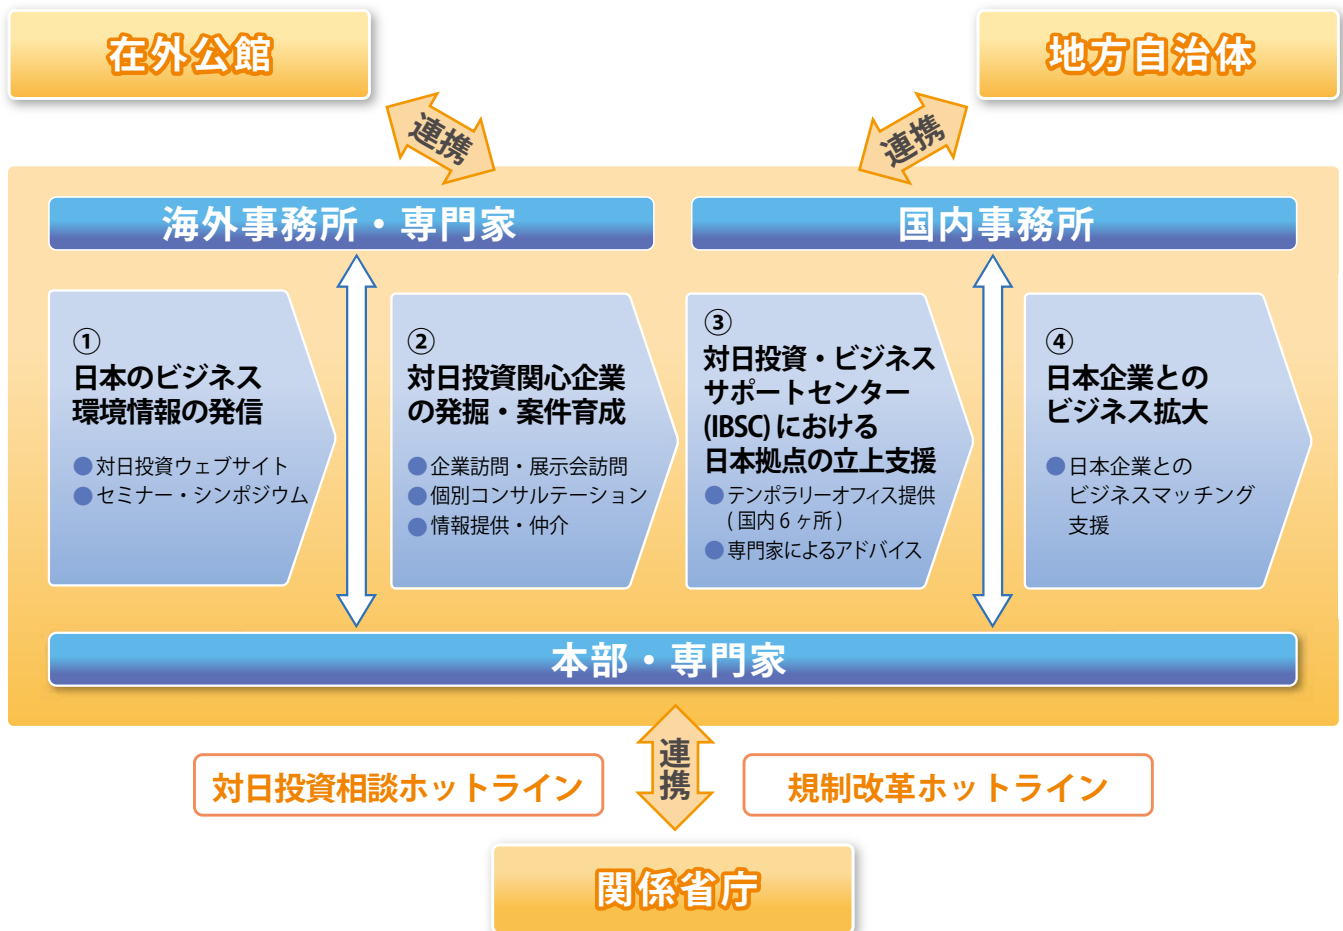 在外公館
地方自治体
連携
連携
海外事務所・専門家
国内事務所
①
日本のビジネス
環境情報の発信
●対日投資ウェブサイト
●セミナー・シンポジウム
②
対日投資関心企業
の発掘・案件育成
●企業訪問・展示会訪問
●個別コンサルテーション
●情報提供・仲介
③
対日投資・ビジネス
サポートセンター
(IBSC)における
日本拠点の立上支援
●テンポラリーオフィス提供
(国内6ヶ所)
●専門家によるアドバイス
④
日本企業との
ビジネス拡大
●日本企業との
ビジネスマッチング
支援
本部・専門家
対日投資相談ホットライン
連携
規制改革ホットライン
関係省庁